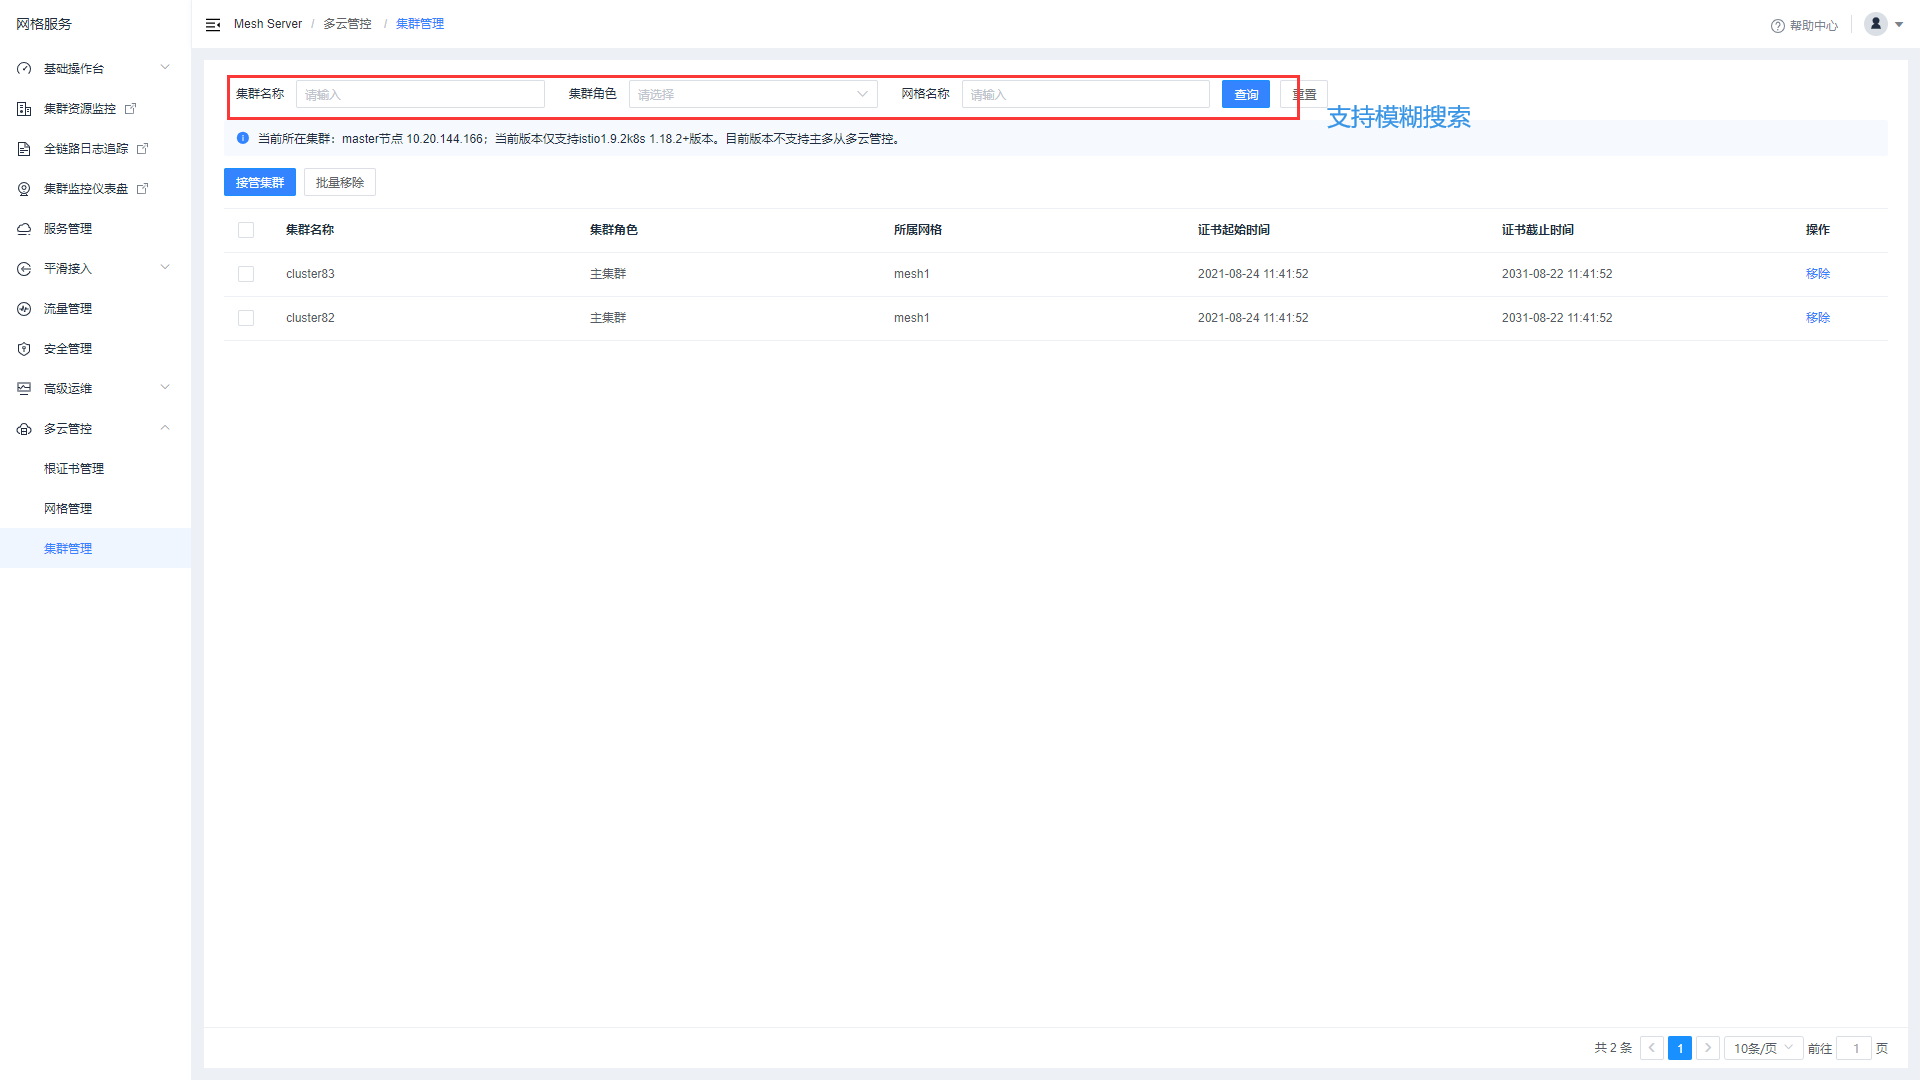 网格服务
Mesh Server / 多云管控 / 集群管理
帮助中心
基础操作台
集群资源监控
全链路日志追踪
集群监控仪表盘
服务管理
平滑接入
流量管理
安全管理
高级运维
多云管控
根证书管理
网格管理
集群管理
集群名称 请输入 集群角色 请选择 网格名称 请输入 查询 重置
支持模糊搜索
当前所在集群：master节点 10.20.144.166；当前版本仅支持istio1.9.2k8s 1.18.2+版本。目前版本不支持主多从多云管控。
接管集群 批量移除
集群名称 集群角色 所属网格 证书起始时间 证书截止时间 操作
cluster83 主集群 mesh1 2021-08-24 11:41:52 2031-08-22 11:41:52 移除
cluster82 主集群 mesh1 2021-08-24 11:41:52 2031-08-22 11:41:52 移除
共 2 条 1 10条/页 前往 1 页